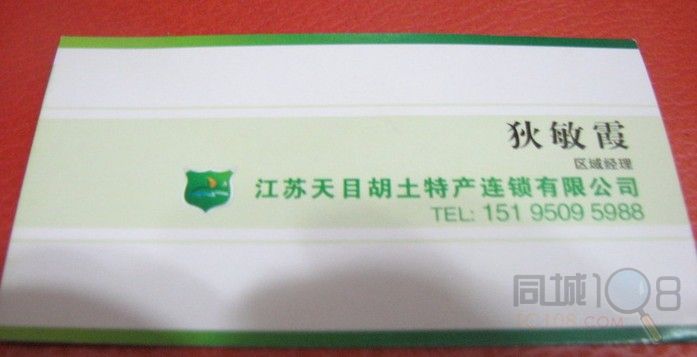 狄敏霞
区域经理
江苏天目胡土特产连锁有限公司
TEL: 151 9509 5988
同城108
TC108.COM